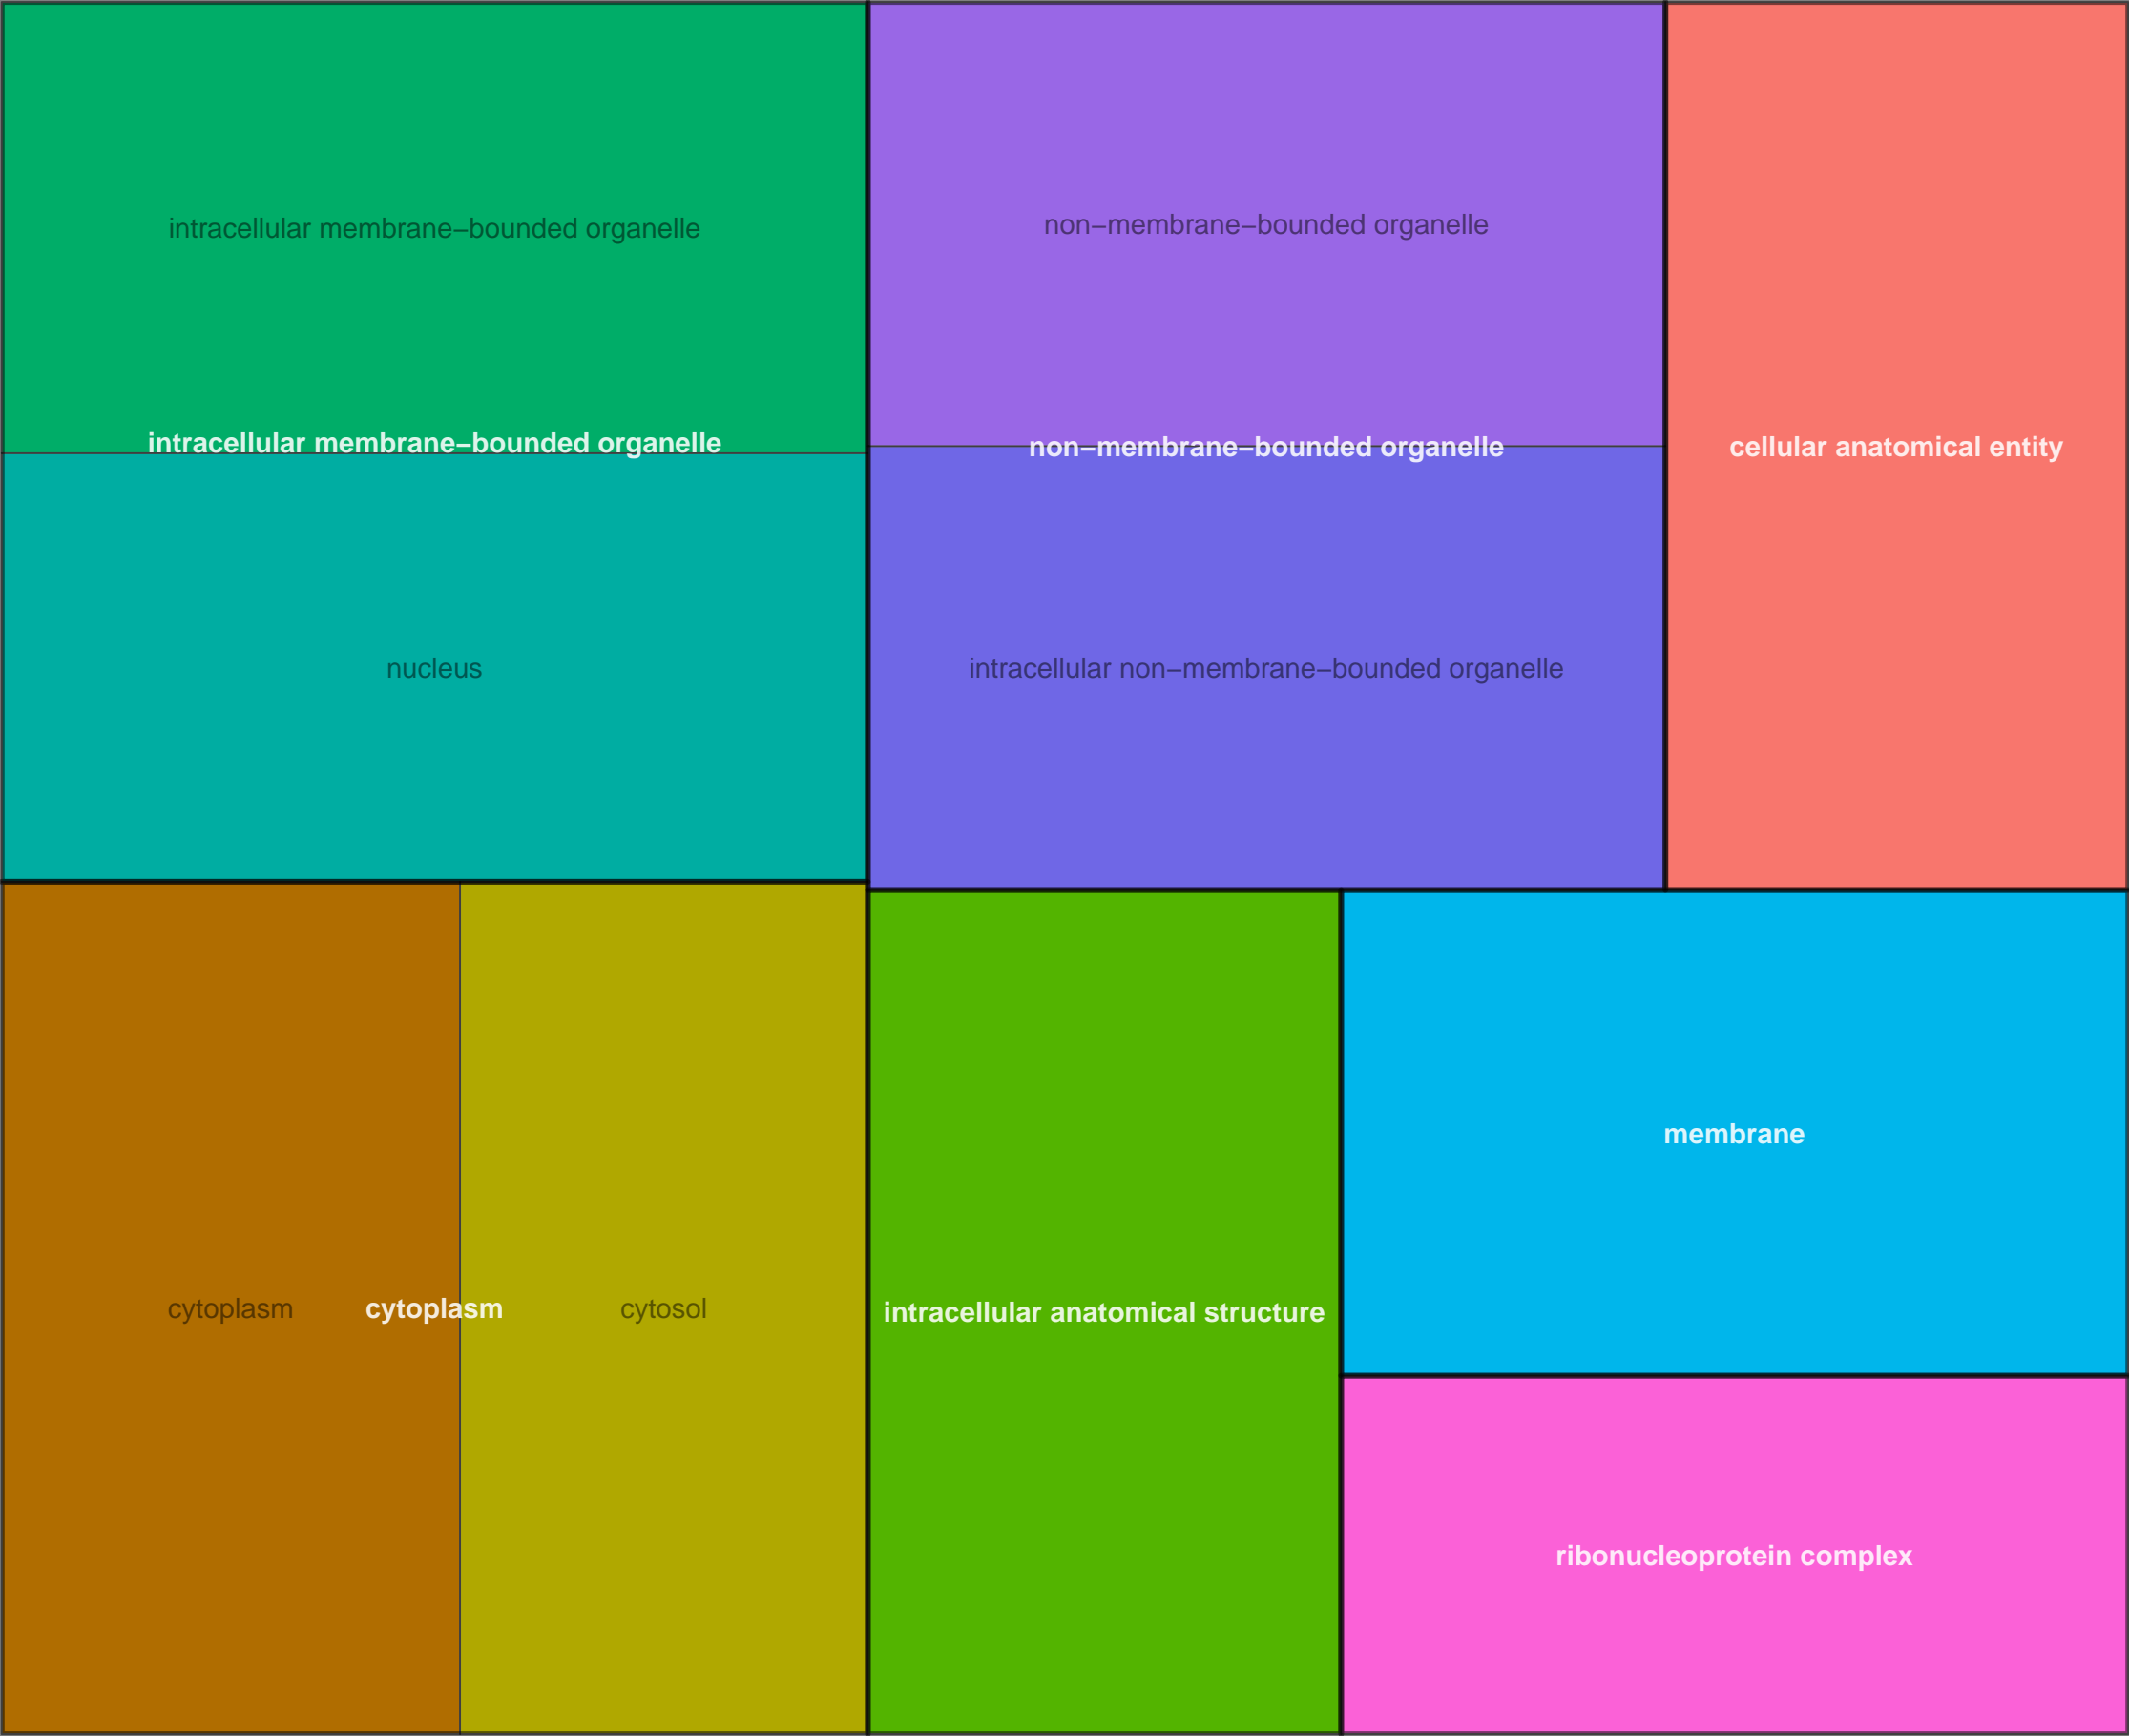 intracellular membrane–bounded organelle
intracellular membrane–bounded organelle
nucleus
non–membrane–bounded organelle
non–membrane–bounded organelle
intracellular non–membrane–bounded organelle
cellular anatomical entity
cytoplasm
cytoplasm
cytosol
intracellular anatomical structure
membrane
ribonucleoprotein complex